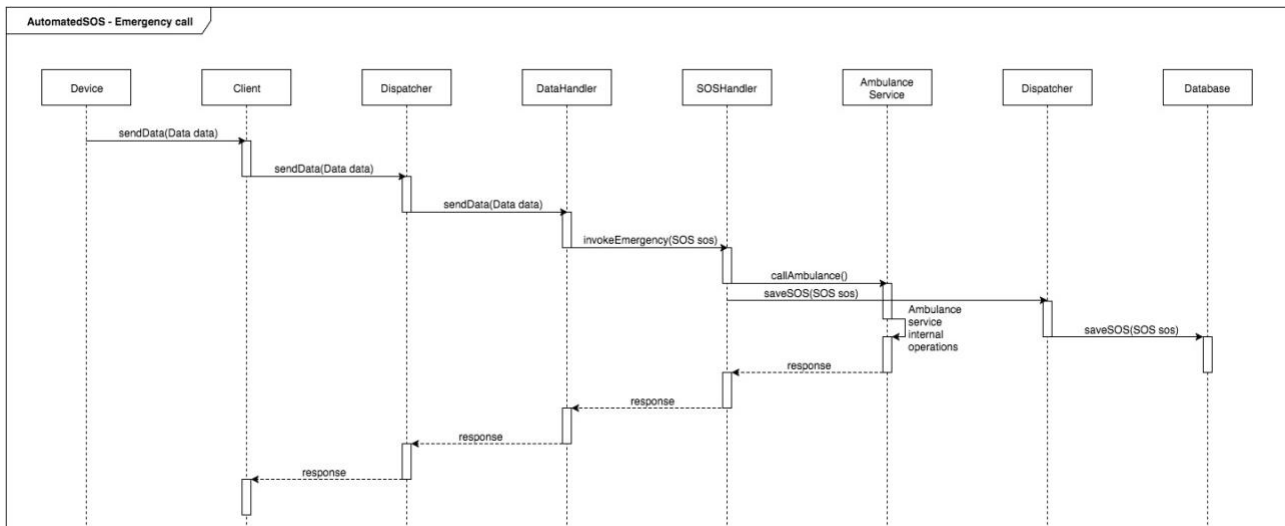 AutomatedSOS - Emergency call
Device
Client
Dispatcher
DataHandler
SOSHandler
Ambulance
Service
Dispatcher
Database
sendData(Data data)
sendData(Data data)
sendData(Data data)
invokeEmergency(SOS sos)
callAmbulance()
saveSOS(SOS sos)
Ambulance
service
internal
operations
saveSOS(SOS sos)
response
response
response
response